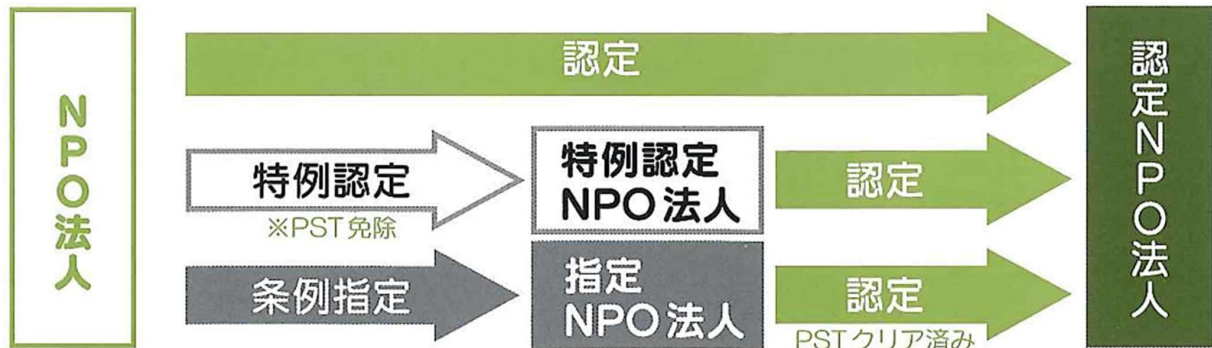 NPO法人
認定
特例認定
※PST免除
特例認定
NPO法人
認定
条例指定
指定
NPO法人
認定
PSTクリア済み
認定NPO法人